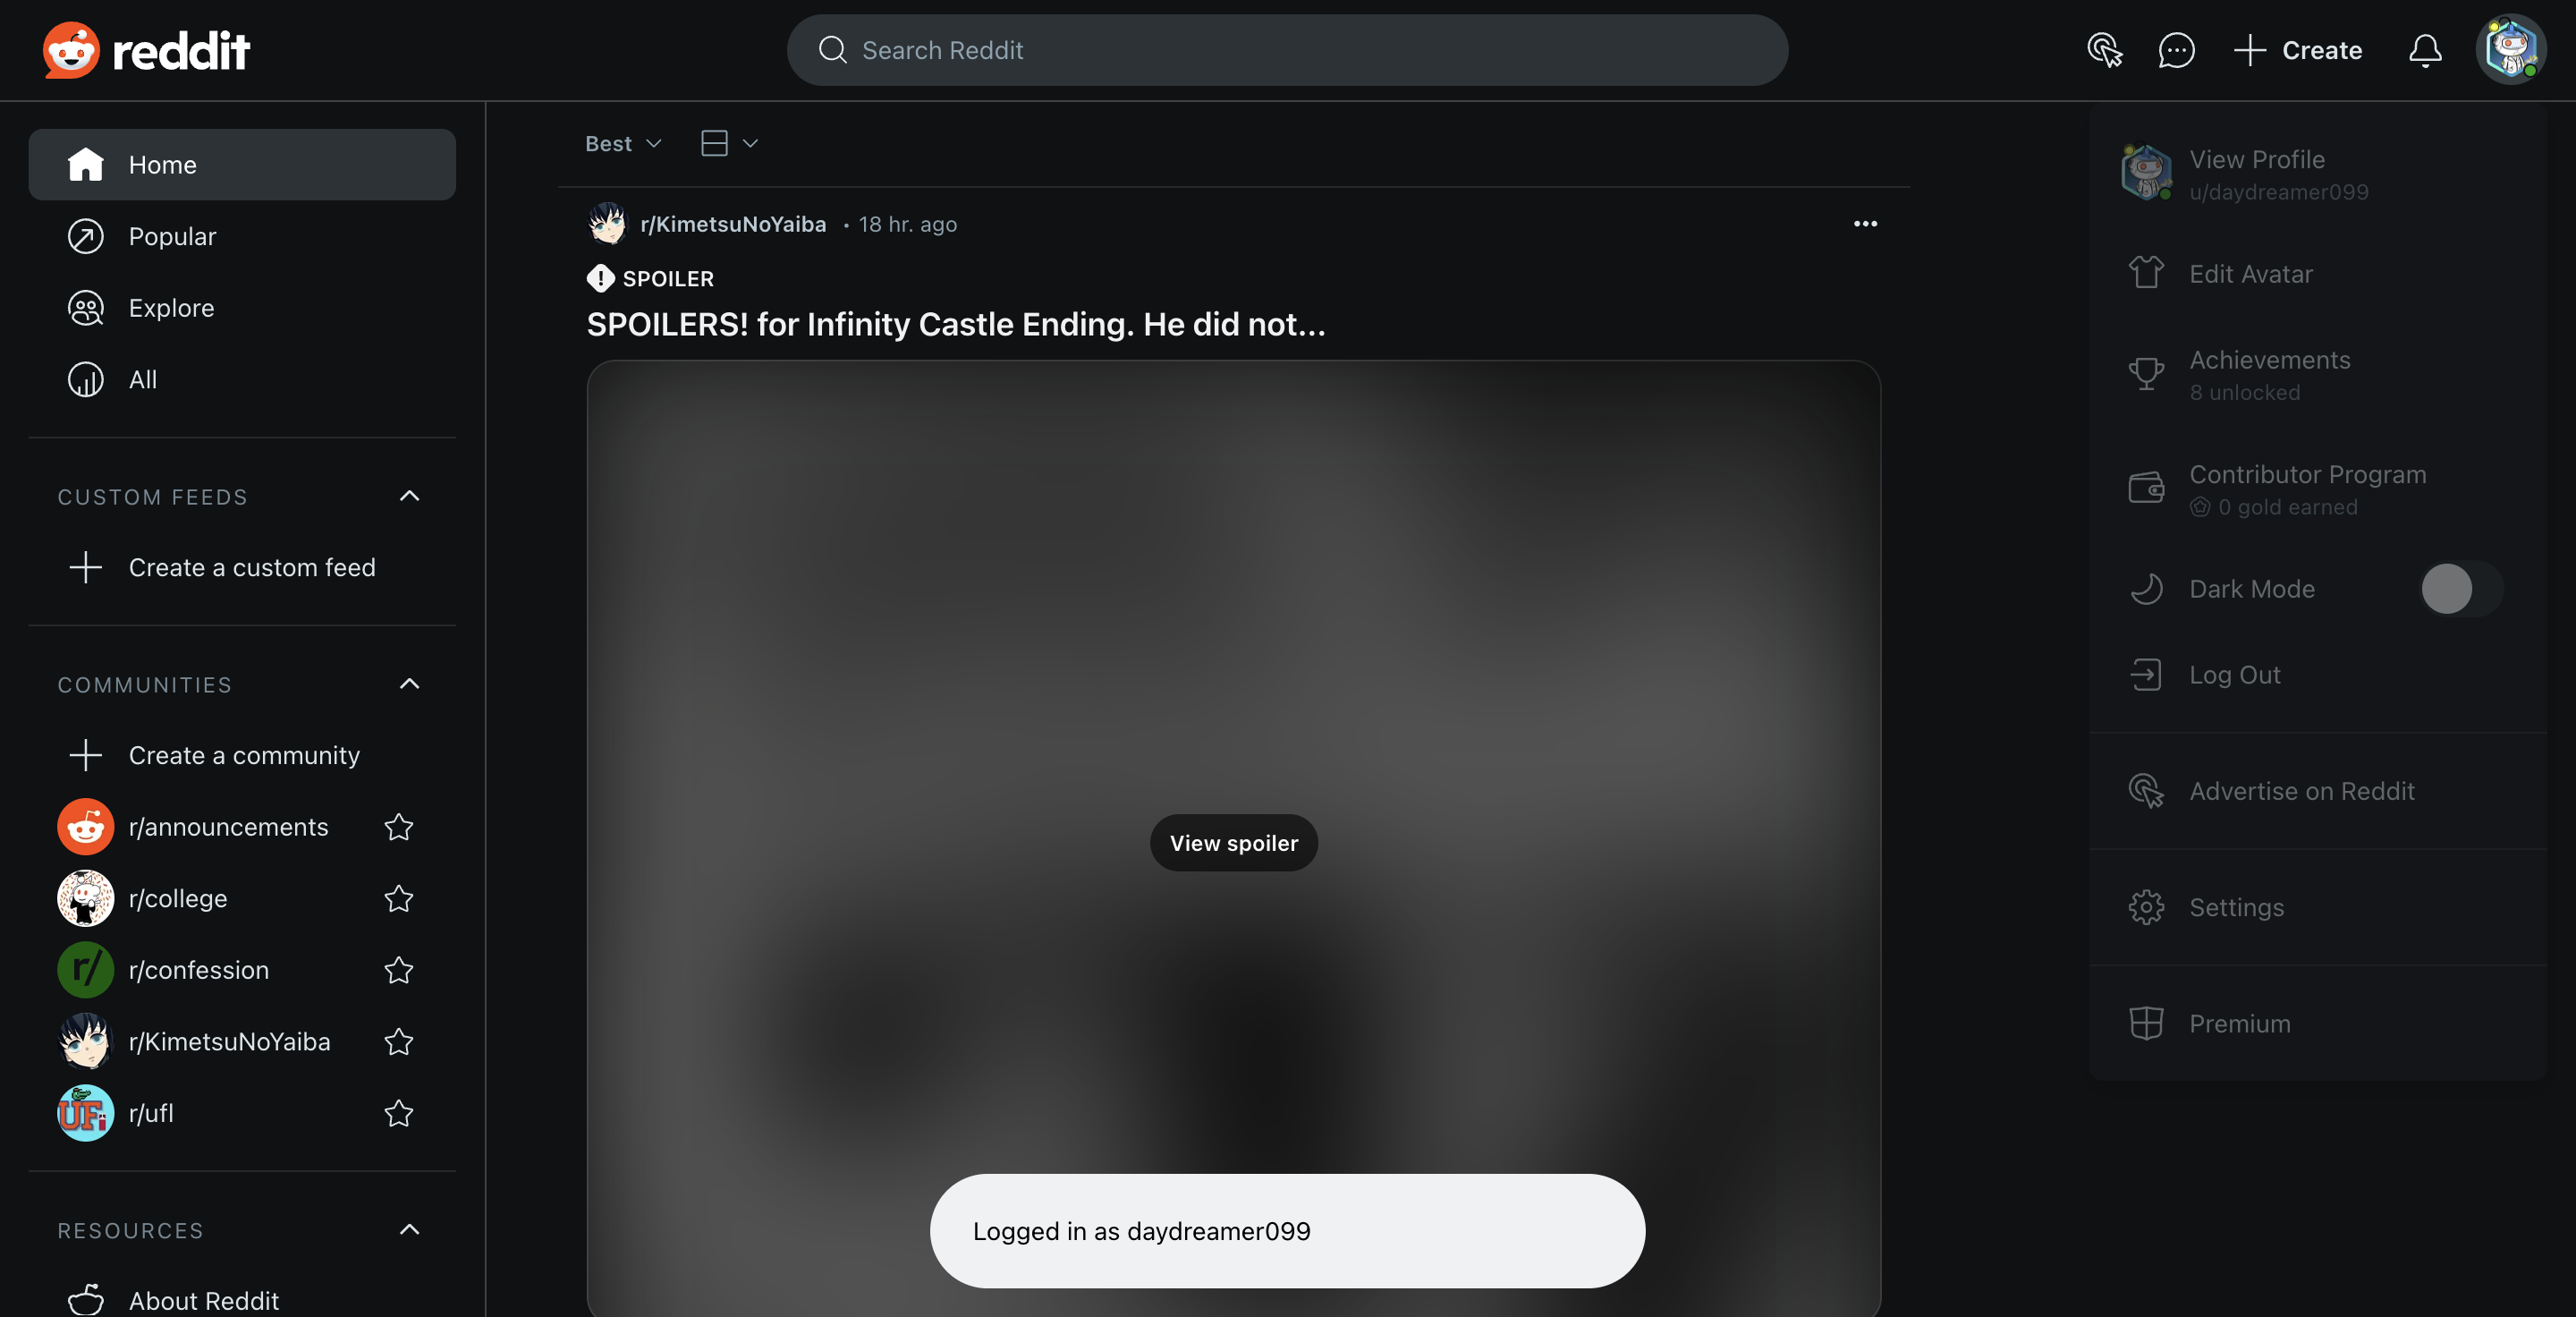 reddit
Search Reddit
Create
Home
Popular
Explore
All
CUSTOM FEEDS
Create a custom feed
COMMUNITIES
Create a community
r/announcements
r/college
r/confession
r/KimetsuNoYaiba
r/ufl
RESOURCES
About Reddit
Best
r/KimetsuNoYaiba • 18 hr. ago
SPOILER
SPOILERS! for Infinity Castle Ending. He did not...
View spoiler
Logged in as daydreamer099
View Profile
u/daydreamer099
Edit Avatar
Achievements
8 unlocked
Contributor Program
0 gold earned
Dark Mode
Log Out
Advertise on Reddit
Settings
Premium
r/
UF